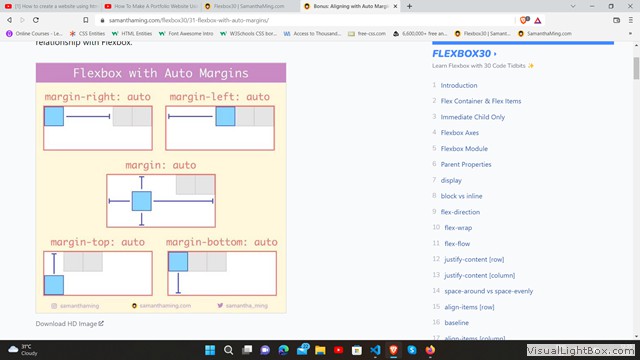 [1] How to create a website using Htm
How To Make A Portfolio Website Us
Flexbox30 | SamanthaMing.com
Bonus: Aligning with Auto Margin
samanthaming.com/flexbox30/31-flexbox-with-auto-margins/
Online Courses - Le...
CSS Entities
HTML Entities
Font Awesome Intro
W3Schools CSS bor...
Access to Thousand...
free-css.com
6,600,000+ free an...
Flexbox30 | Samant...
SamanthaMing.com
relationship with Flexbox.
Flexbox with Auto Margins
margin-right: auto
margin-left: auto
margin: auto
margin-top: auto
margin-bottom: auto
samanthaming
samanthaming.com
samantha_ming
Download HD Image
FLEXBOX30 ›
Learn Flexbox with 30 Code Tidbits ✨
1 Introduction
2 Flex Container & Flex Items
3 Immediate Child Only
4 Flexbox Axes
5 Flexbox Module
6 Parent Properties
7 display
8 block vs inline
9 flex-direction
10 flex-wrap
11 flex-flow
12 justify-content [row]
13 justify-content [column]
14 space-around vs space-evenly
15 align-items [row]
16 baseline
17 align-items [column]
31°C
Cloudy
VisualLightBox.com